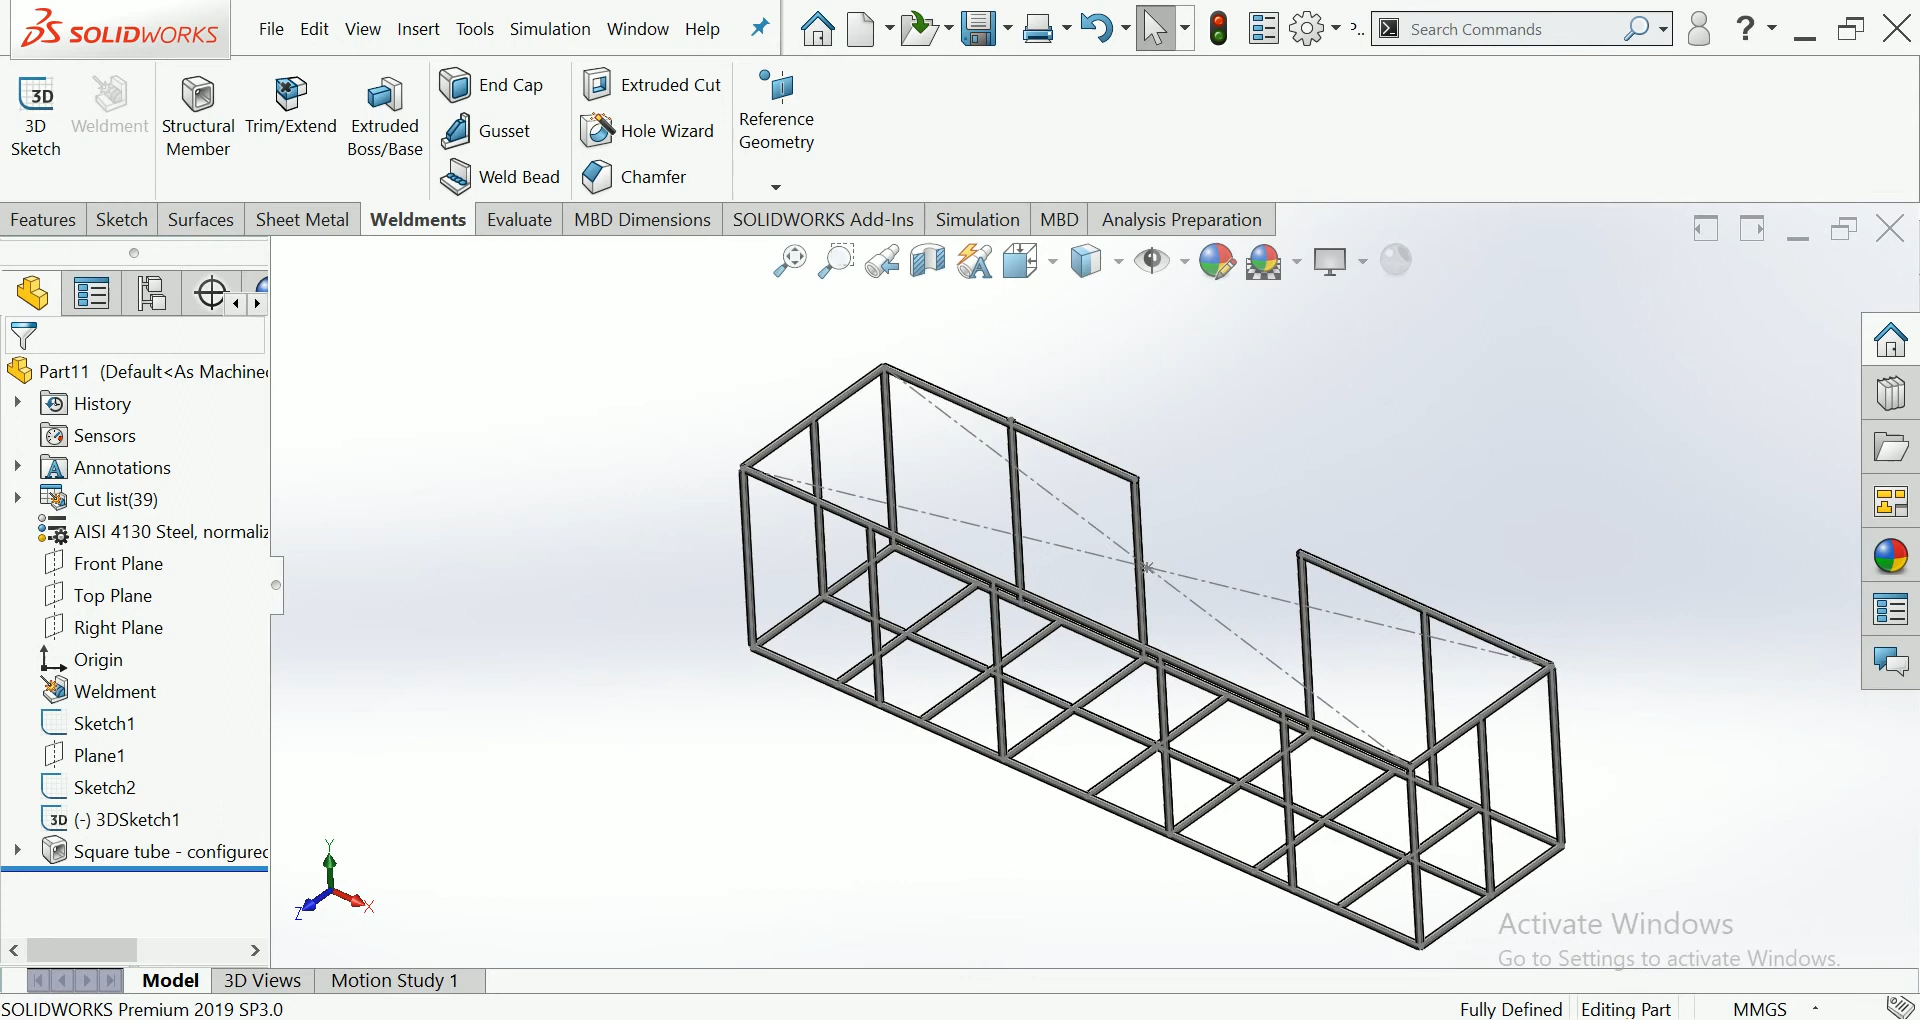 SOLIDWORKS
File Edit View Insert Tools Simulation Window Help
Search Commands
?
3D Sketch
Weldment
Structural Member
Trim/Extend
Extruded Boss/Base
End Cap
Gusset
Weld Bead
Extruded Cut
Hole Wizard
Chamfer
Reference Geometry
Features Sketch Surfaces Sheet Metal Weldments Evaluate MBD Dimensions SOLIDWORKS Add-Ins Simulation MBD Analysis Preparation
Part11 (Default<As Machined
History
Sensors
Annotations
Cut list(39)
AISI 4130 Steel, normaliz
Front Plane
Top Plane
Right Plane
Origin
Weldment
Sketch1
Plane1
Sketch2
3D (-) 3DSketch1
Square tube - configured
Y
X
Z
Activate Windows
Go to Settings to activate Windows.
Model 3D Views Motion Study 1
SOLIDWORKS Premium 2019 SP3.0
Fully Defined Editing Part MMGS